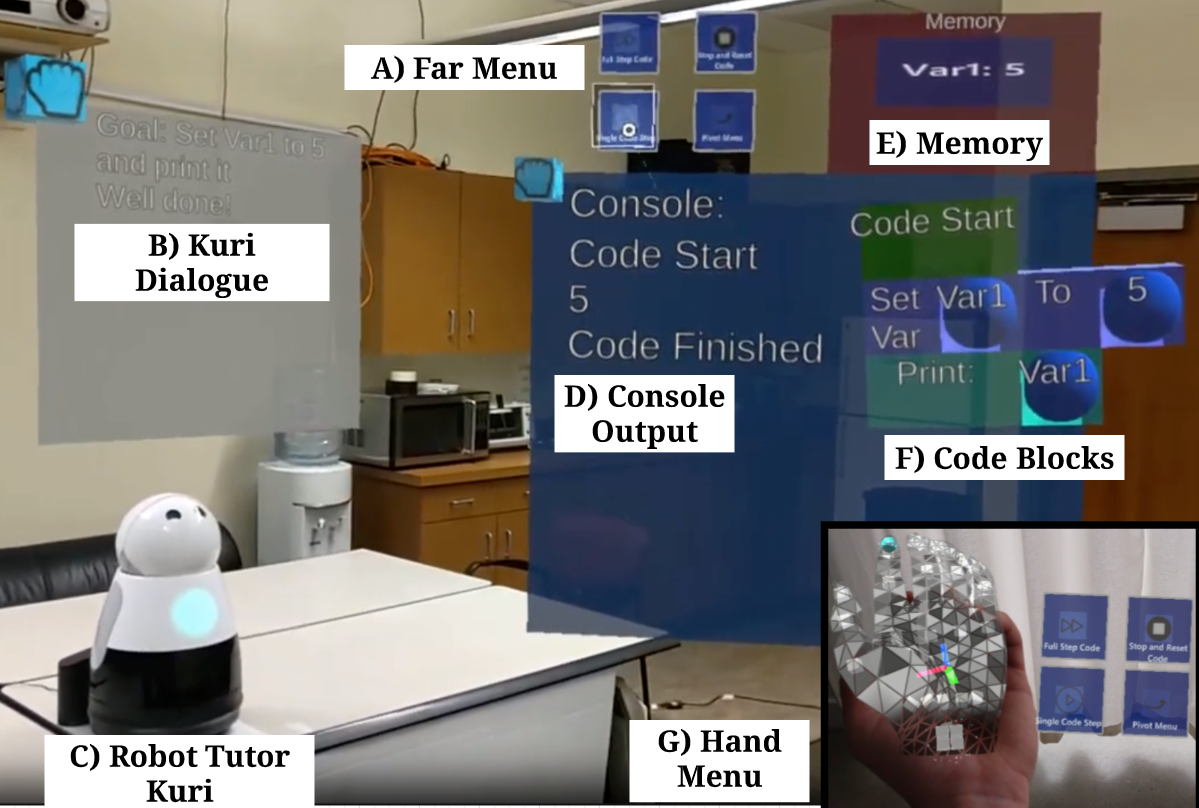 A) Far Menu
Full Step Code
Stop and Reset
Code
Single Code Step
Pivot Menu
Memory
Var1: 5
E) Memory
Goal: Set Var1 to 5
and print it
Well done!
B) Kuri
Dialogue
Console:
Code Start
5
Code Finished
D) Console
Output
Code Start
Set Var1 To 5
Var
Print: Var1
F) Code Blocks
C) Robot Tutor
Kuri
G) Hand
Menu
Full Step Code
Stop and Reset
Code
Single Code Step
Pivot Menu